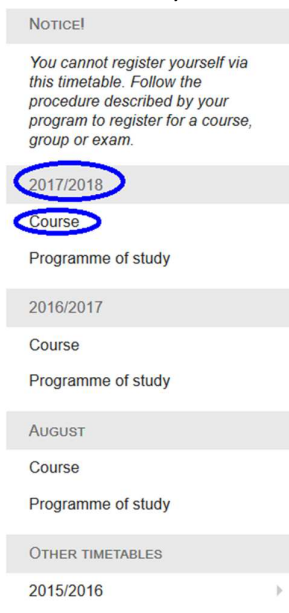 NOTICE!
You cannot register yourself via
this timetable. Follow the
procedure described by your
program to register for a course,
group or exam.
2017/2018
Course
Programme of study
2016/2017
Course
Programme of study
AUGUST
Course
Programme of study
OTHER TIMETABLES
2015/2016